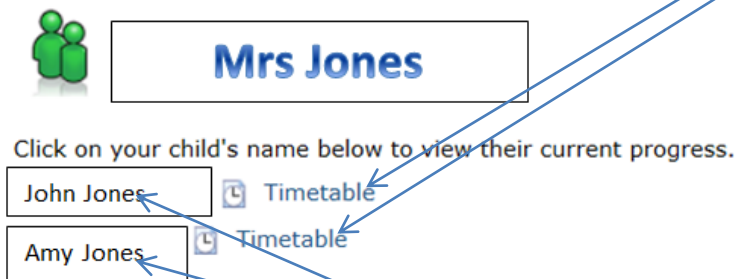 Mrs Jones
Click on your child's name below to view their current progress.
John Jones Timetable
Amy Jones Timetable